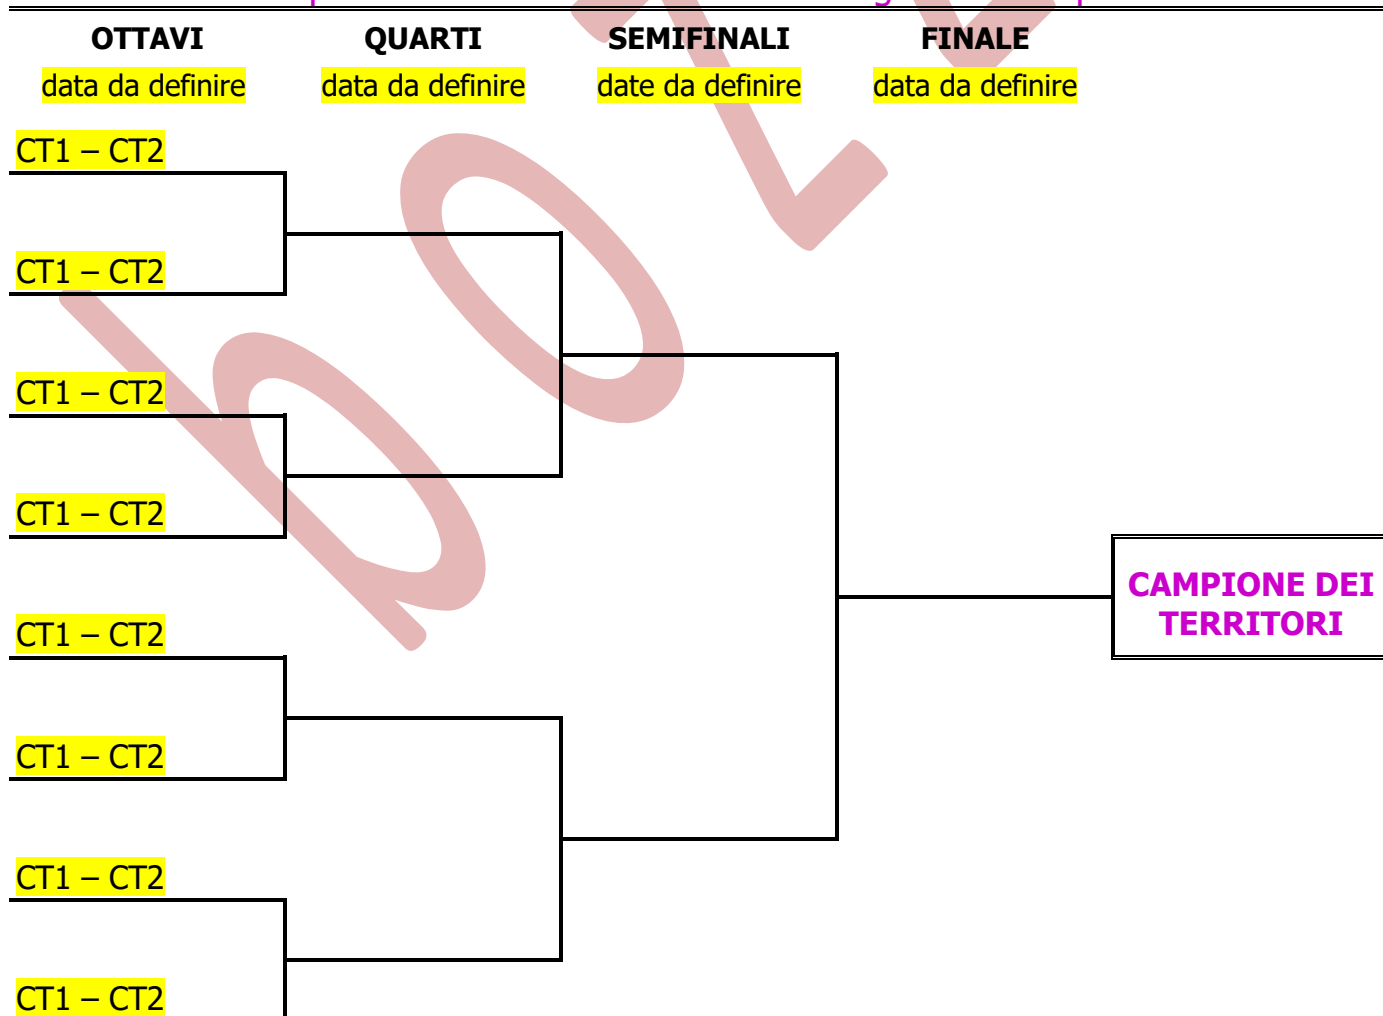 OTTAVI QUARTI SEMIFINALI FINALE
data da definire data da definire date da definire data da definire
CT1 – CT2
CT1 – CT2
CT1 – CT2
CT1 – CT2
CAMPIONE DEI
TERRITORI
CT1 – CT2
CT1 – CT2
CT1 – CT2
CT1 – CT2